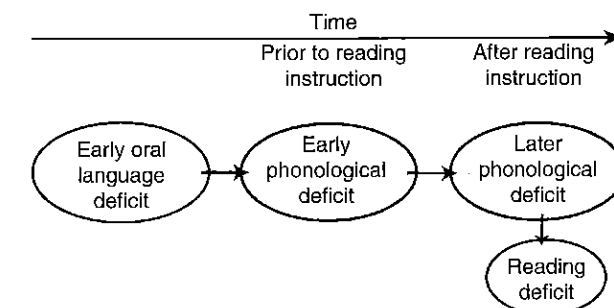 Time
Prior to reading
instruction
After reading
instruction
Early oral
language
deficit
Early
phonological
deficit
Later
phonological
deficit
Reading
deficit